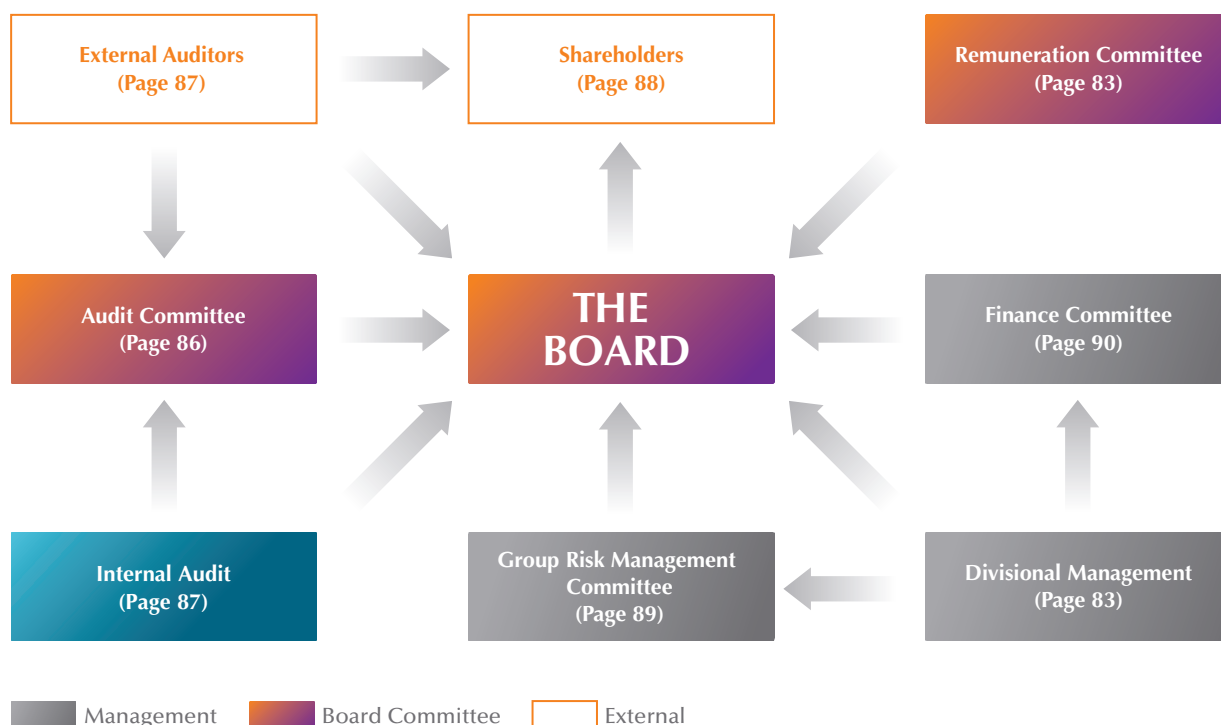 External Auditors
(Page 87)
Shareholders
(Page 88)
Remuneration Committee
(Page 83)
Audit Committee
(Page 86)
THE
BOARD
Finance Committee
(Page 90)
Internal Audit
(Page 87)
Group Risk Management
Committee
(Page 89)
Divisional Management
(Page 83)
Management
Board Committee
External